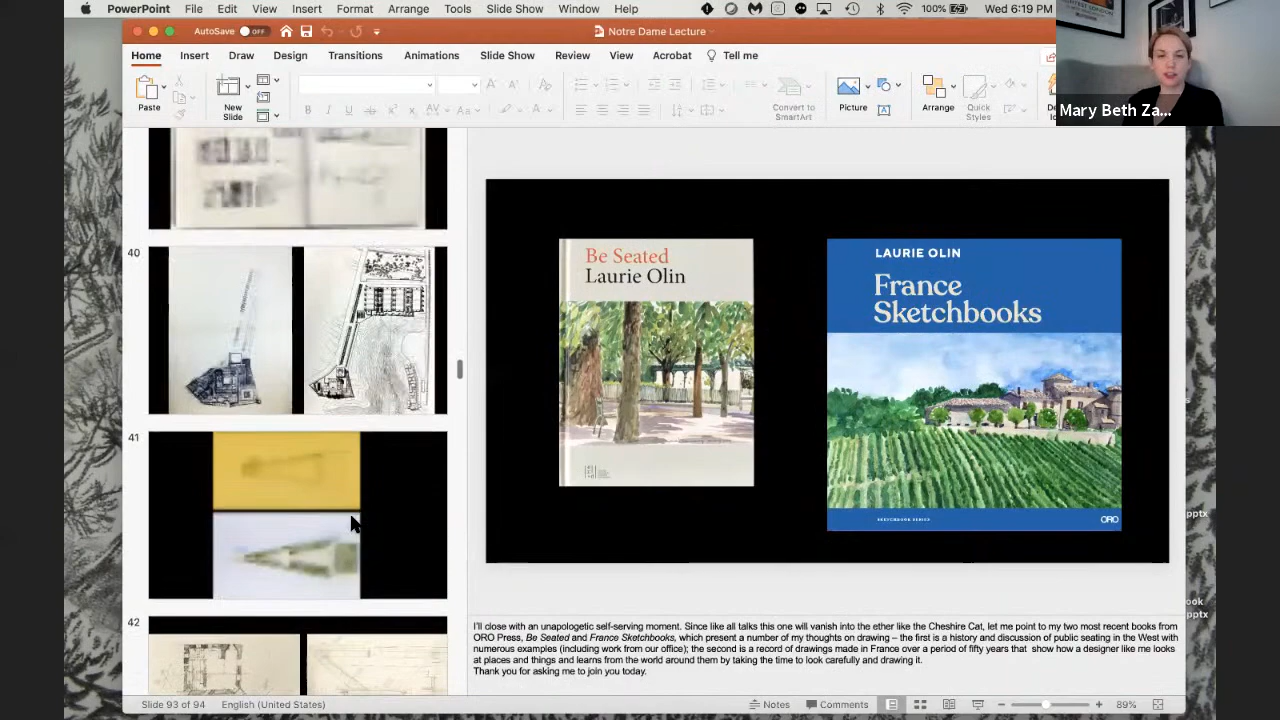 PowerPoint File Edit View Insert Format Arrange Tools Slide Show Window Help 100% Wed 6:19 PM
AutoSave OFF Notre Dame Lecture
Home Insert Draw Design Transitions Animations Slide Show Review View Acrobat Tell me
Paste New Slide Convert to SmartArt Picture Arrange Quick Styles
Mary Beth Za...
40
41
42
Be Seated
Laurie Olin
LAURIE OLIN
France
Sketchbooks
SKETCHBOOK SERIES
ORO
pptx
ook
pptx
I'll close with an unapologetic self-serving moment. Since like all talks this one will vanish into the ether like the Cheshire Cat, let me point to my two most recent books from
ORO Press, Be Seated and France Sketchbooks, which present a number of my thoughts on drawing – the first is a history and discussion of public seating in the West with
numerous examples (including work from our office); the second is a record of drawings made in France over a period of fifty years that show how a designer like me looks
at places and things and learns from the world around them by taking the time to look carefully and drawing it.
Thank you for asking me to join you today.
Slide 93 of 94 English (United States) Notes Comments 89%